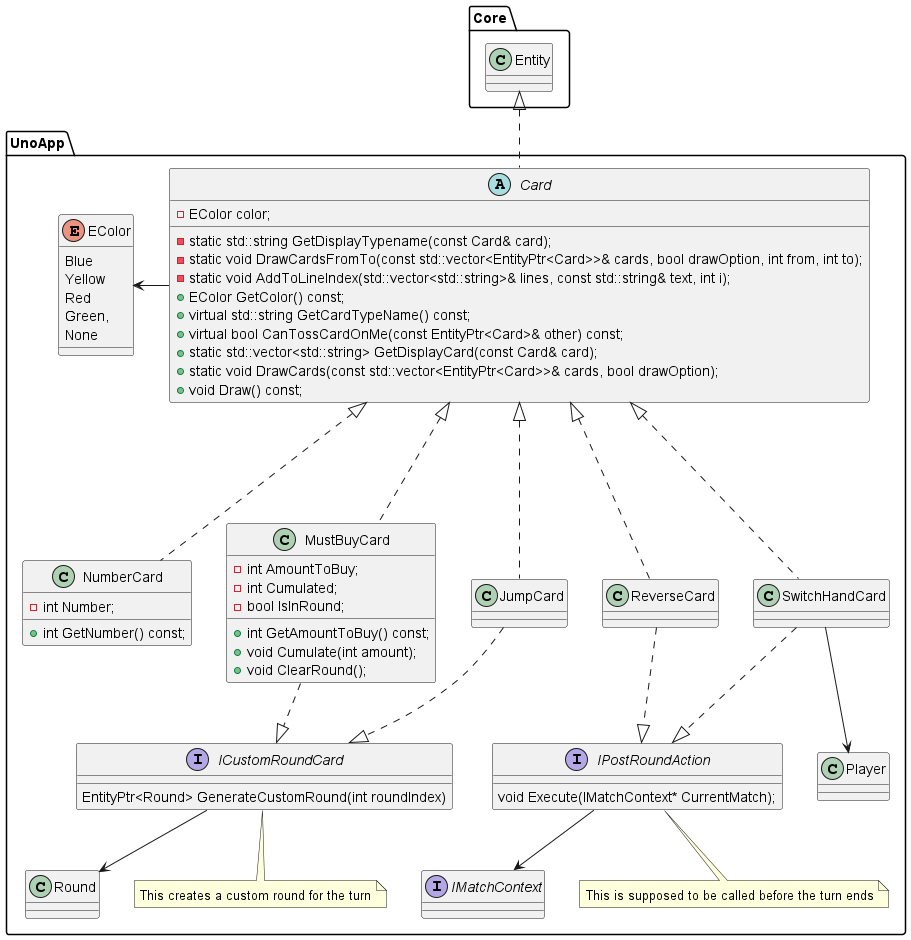 Core
C Entity
UnoApp
A Card
EColor color;
static std::string GetDisplayTypename(const Card& card);
static void DrawCardsFromTo(const std::vector<EntityPtr<Card>>& cards, bool drawOption, int from, int to);
static void AddToLineIndex(std::vector<std::string>& lines, const std::string& text, int i);
EColor GetColor() const;
virtual std::string GetCardTypeName() const;
virtual bool CanTossCardOnMe(const EntityPtr<Card>& other) const;
static std::vector<std::string> GetDisplayCard(const Card& card);
static void DrawCards(const std::vector<EntityPtr<Card>>& cards, bool drawOption);
void Draw() const;
E EColor
Blue
Yellow
Red
Green,
None
C NumberCard
int Number;
int GetNumber() const;
C MustBuyCard
int AmountToBuy;
int Cumulated;
bool IsInRound;
int GetAmountToBuy() const;
void Cumulate(int amount);
void ClearRound();
C JumpCard
C ReverseCard
C SwitchHandCard
I ICustomRoundCard
EntityPtr<Round> GenerateCustomRound(int roundIndex)
I IPostRoundAction
void Execute(IMatchContext* CurrentMatch);
C Player
C Round
This creates a custom round for the turn
I IMatchContext
This is supposed to be called before the turn ends